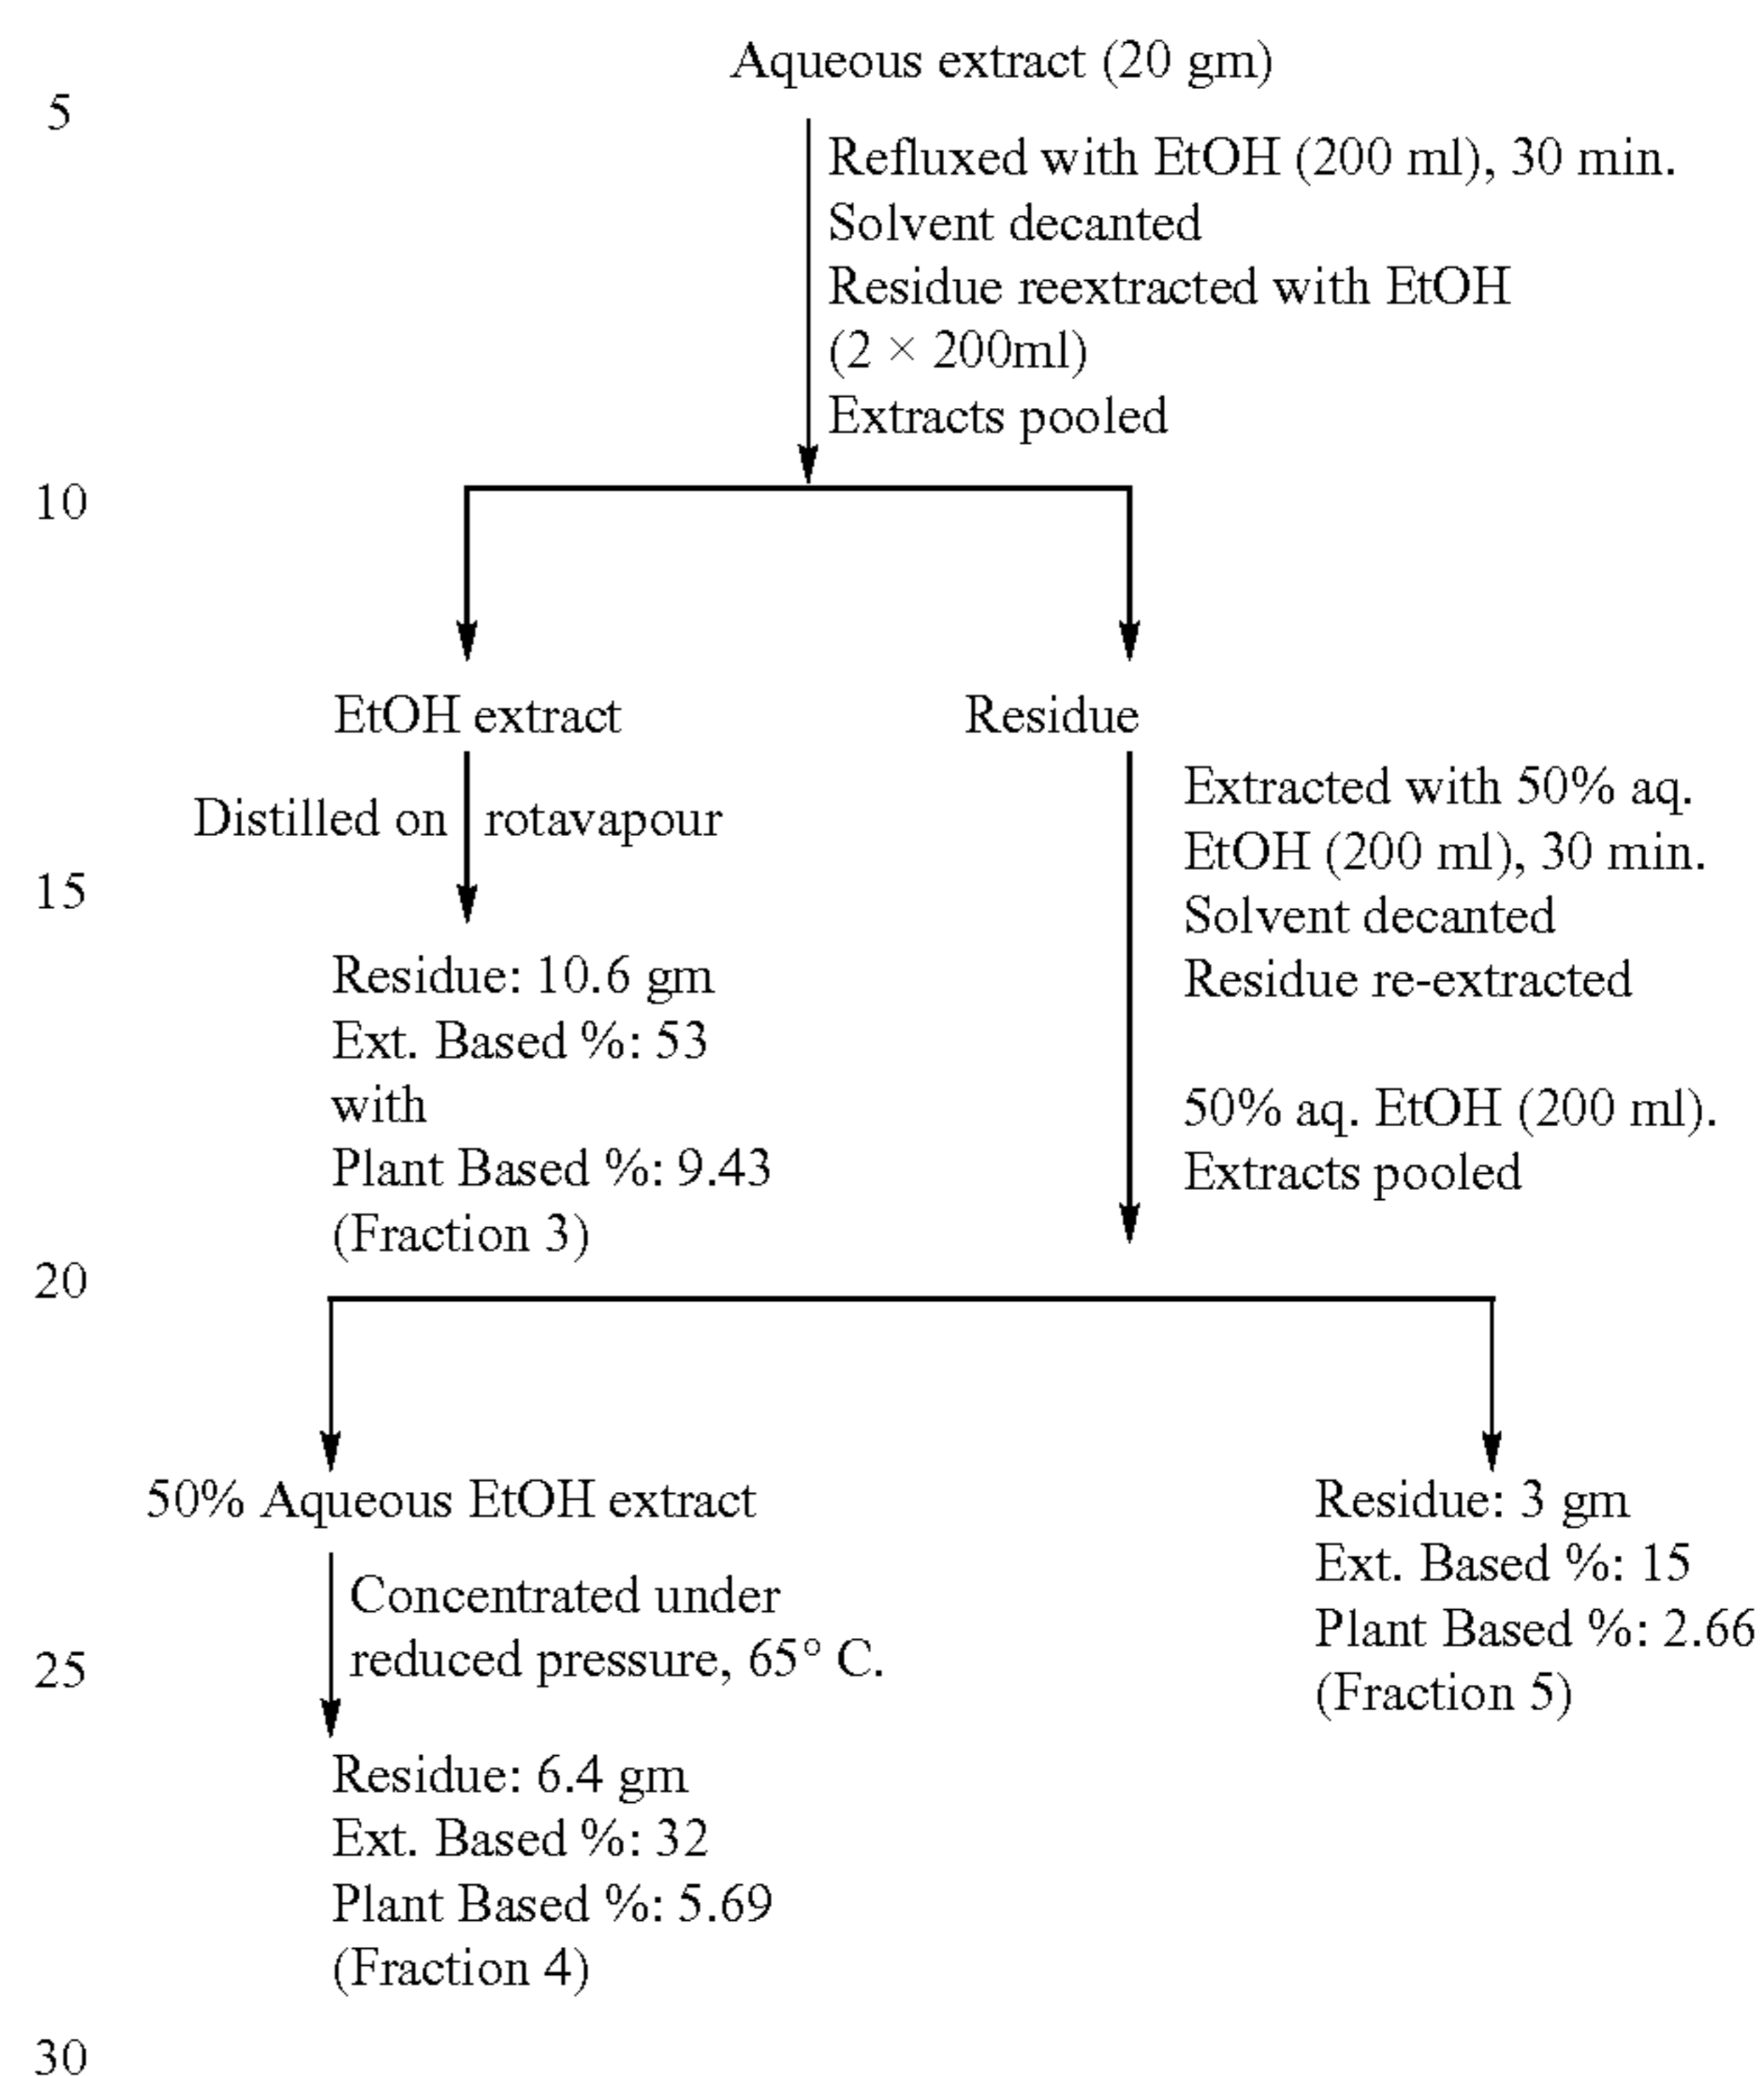 Aqueous extract (20 gm)
5
Refluxed with EtOH (200 ml), 30 min.
Solvent decanted
Residue reextracted with EtOH
(2 × 200ml)
Extracts pooled
10
EtOH extract
Residue
Distilled on rotavapour
Extracted with 50% aq.
EtOH (200 ml), 30 min.
Solvent decanted
Residue re-extracted
50% aq. EtOH (200 ml).
Extracts pooled
15
Residue: 10.6 gm
Ext. Based %: 53
with
Plant Based %: 9.43
(Fraction 3)
20
50% Aqueous EtOH extract
Concentrated under
reduced pressure, 65° C.
25
Residue: 6.4 gm
Ext. Based %: 32
Plant Based %: 5.69
(Fraction 4)
Residue: 3 gm
Ext. Based %: 15
Plant Based %: 2.66
(Fraction 5)
30